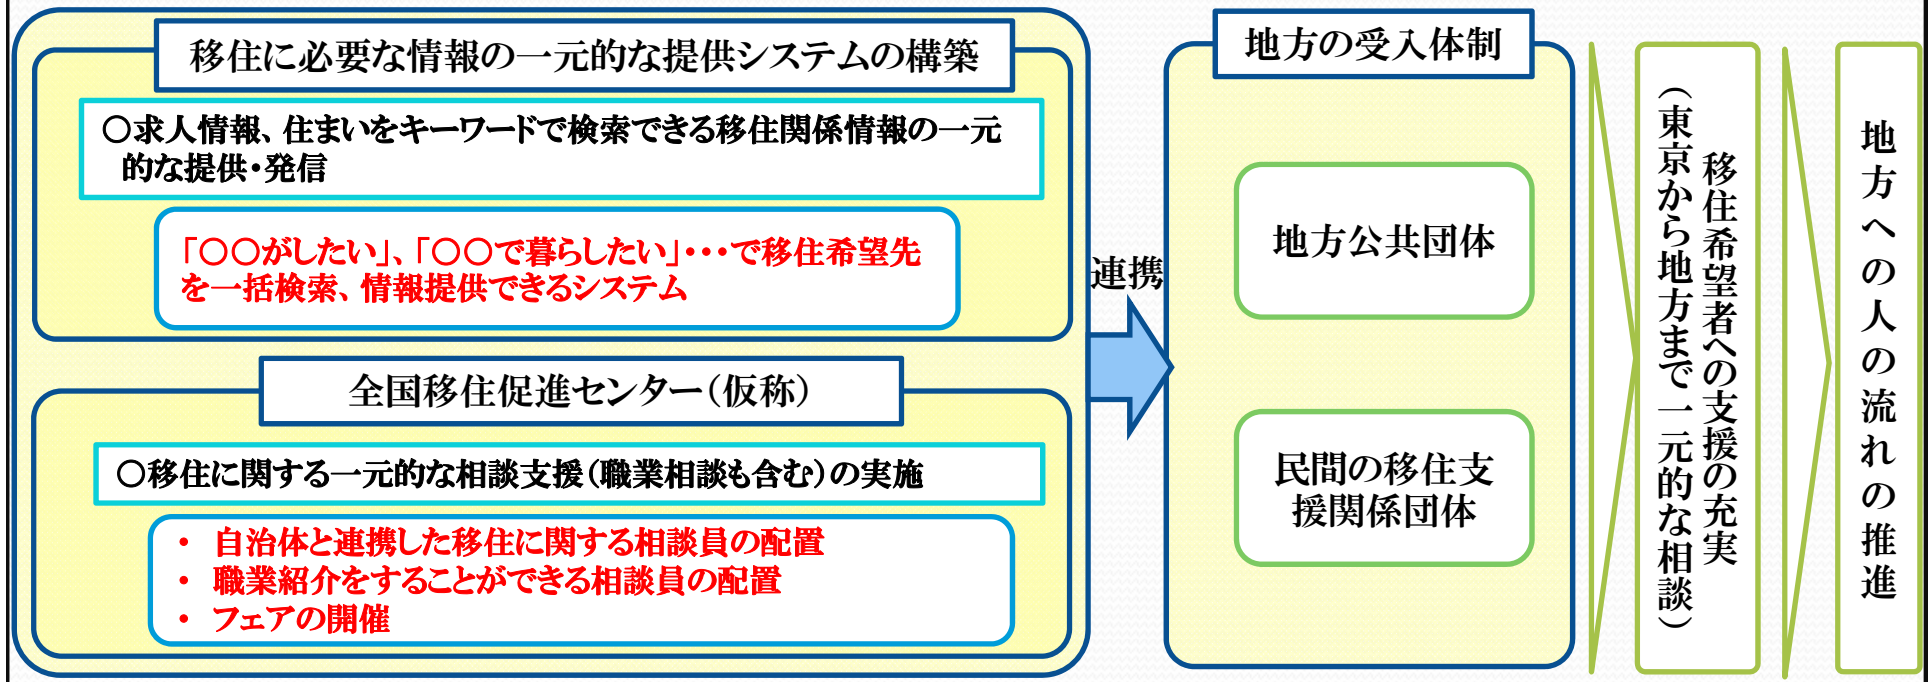 移住に必要な情報の一元的な提供システムの構築
〇求人情報、住まいをキーワードで検索できる移住関係情報の一元
的な提供・発信
「〇〇がしたい」、「〇〇で暮らしたい」・・・で移住希望先
を一括検索、情報提供できるシステム
全国移住促進センター（仮称）
〇移住に関する一元的な相談支援（職業相談も含む）の実施
・ 自治体と連携した移住に関する相談員の配置
・ 職業紹介をすることができる相談員の配置
・ フェアの開催
連携
地方の受入体制
地方公共団体
民間の移住支
援関係団体
移住希望者への支援の充実
（東京から地方まで一元的な相談）
地方への人の流れの推進